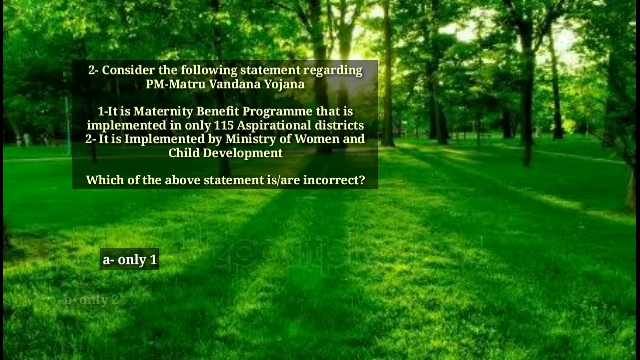 2- Consider the following statement regarding
PM-Matru Vandana Yojana
1-It is Maternity Benefit Programme that is
implemented in only 115 Aspirational districts
2- It is Implemented by Ministry of Women and
Child Development
Which of the above statement is/are incorrect?
a- only 1
b- only 2